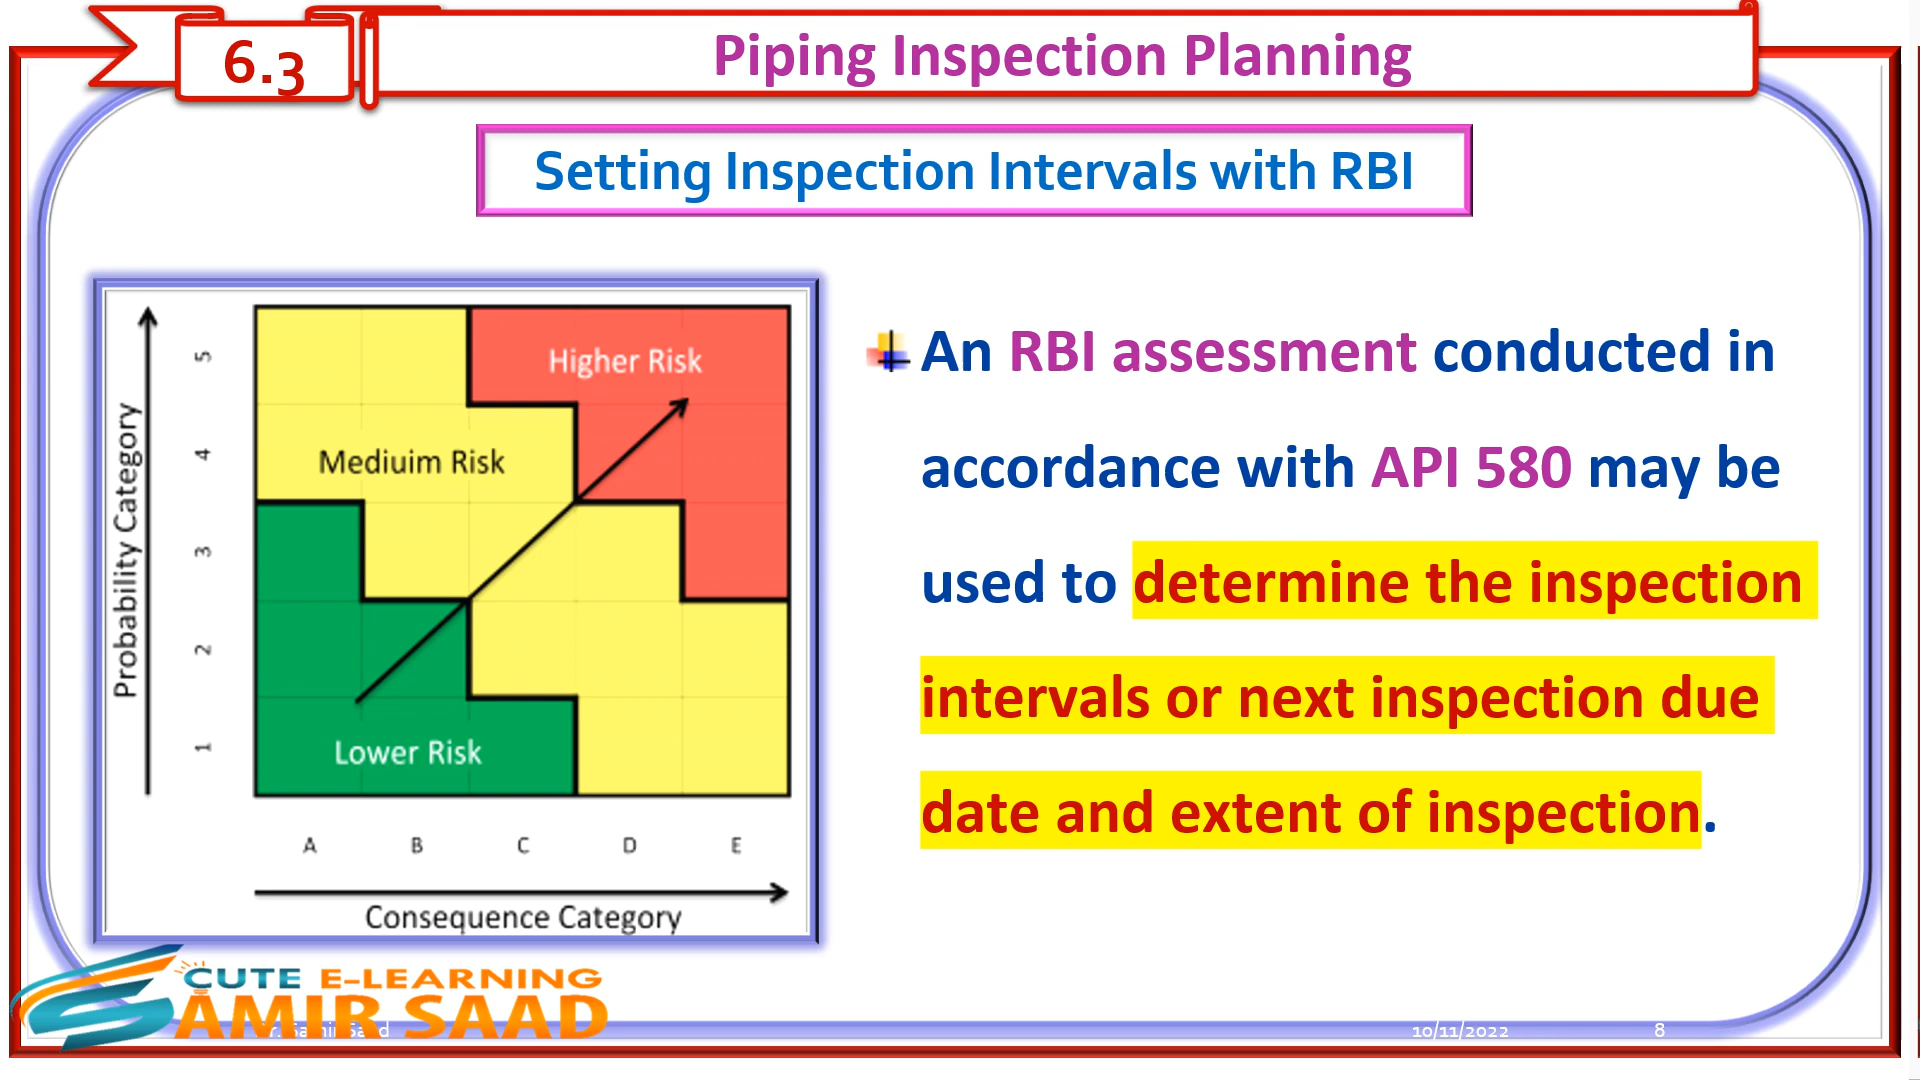 6.3
Piping Inspection Planning
Setting Inspection Intervals with RBI
Probability Category
5
4
3
2
1
Higher Risk
Mediuim Risk
Lower Risk
A B C D E
Consequence Category
An RBI assessment conducted in
accordance with API 580 may be
used to determine the inspection
intervals or next inspection due
date and extent of inspection.
CUTE E-LEARNING
SAMIR SAAD
10/11/2022
8